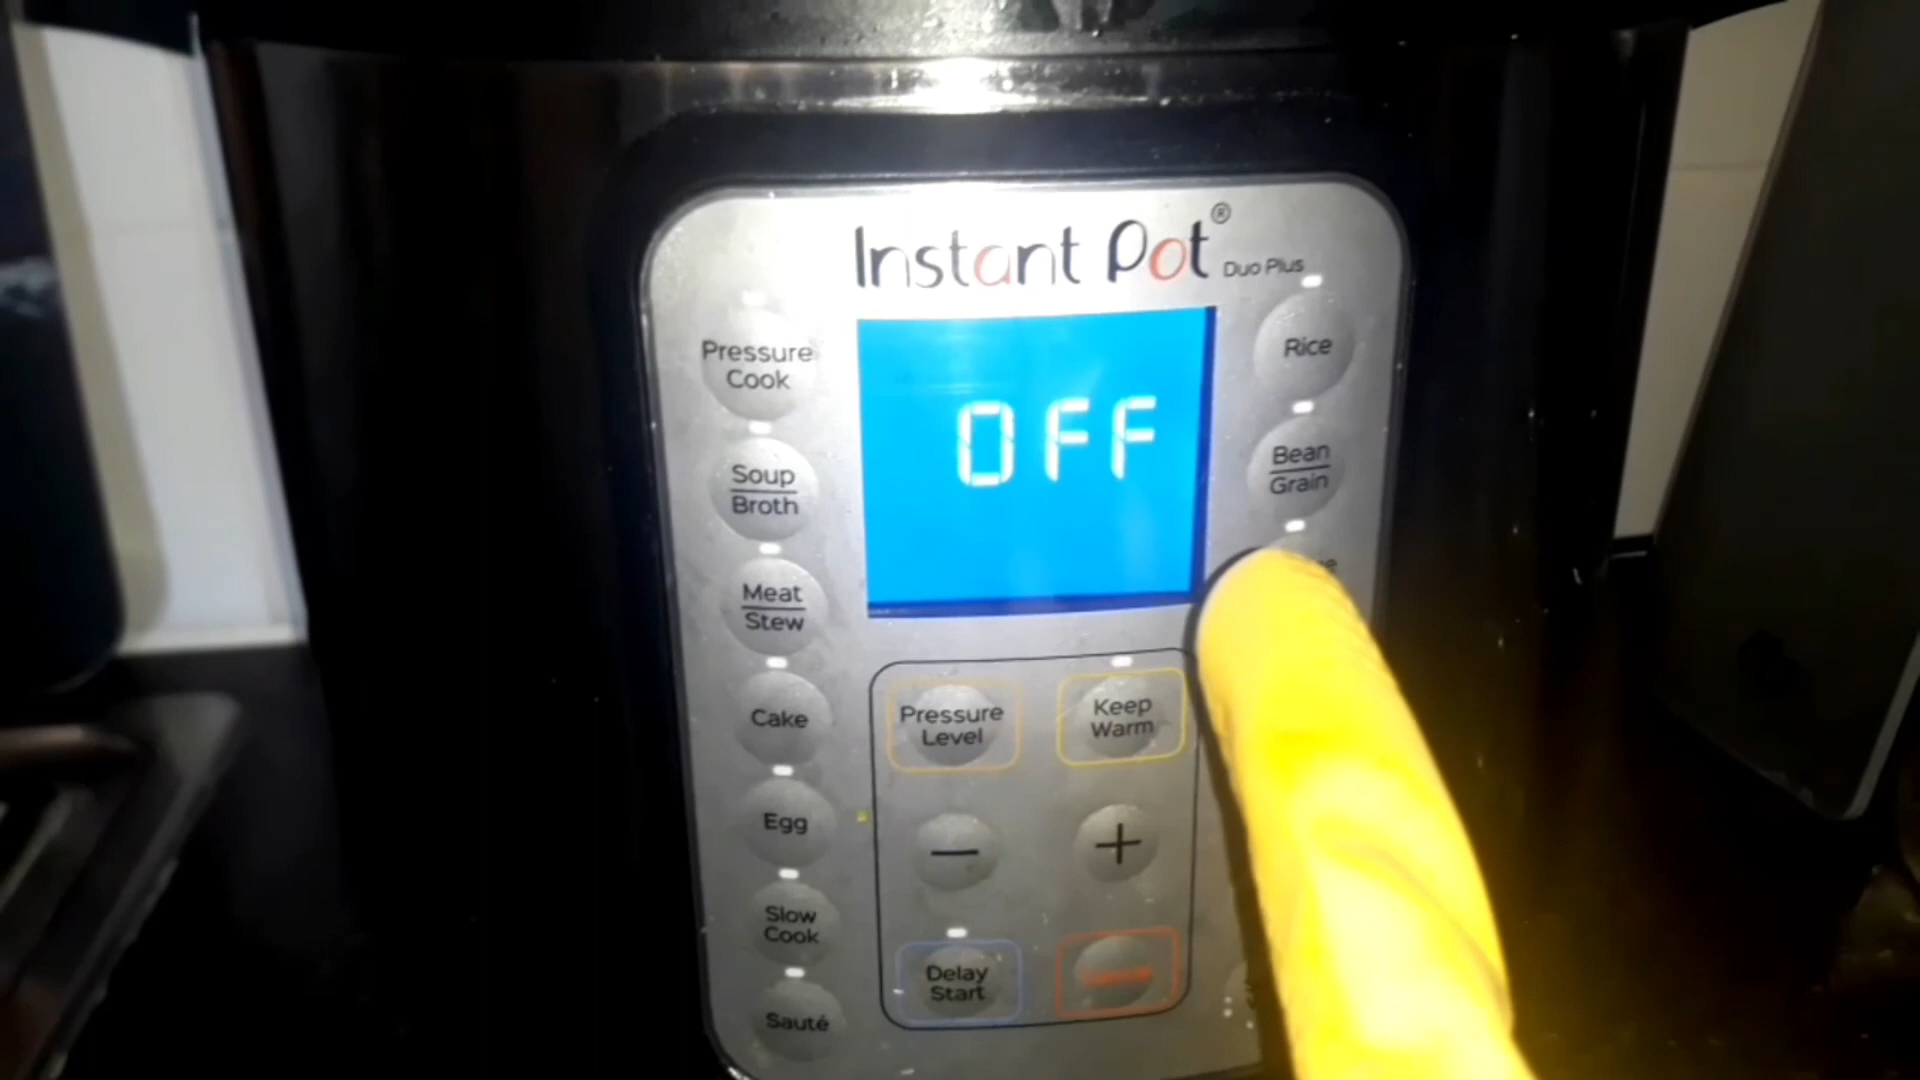 Instant Pot® Duo Plus
OFF
Pressure
Cook
Soup
Broth
Meat
Stew
Cake
Egg
Slow
Cook
Sauté
Pressure
Level
Keep
Warm
−
+
Delay
Start
Cancel
Rice
Bean
Grain